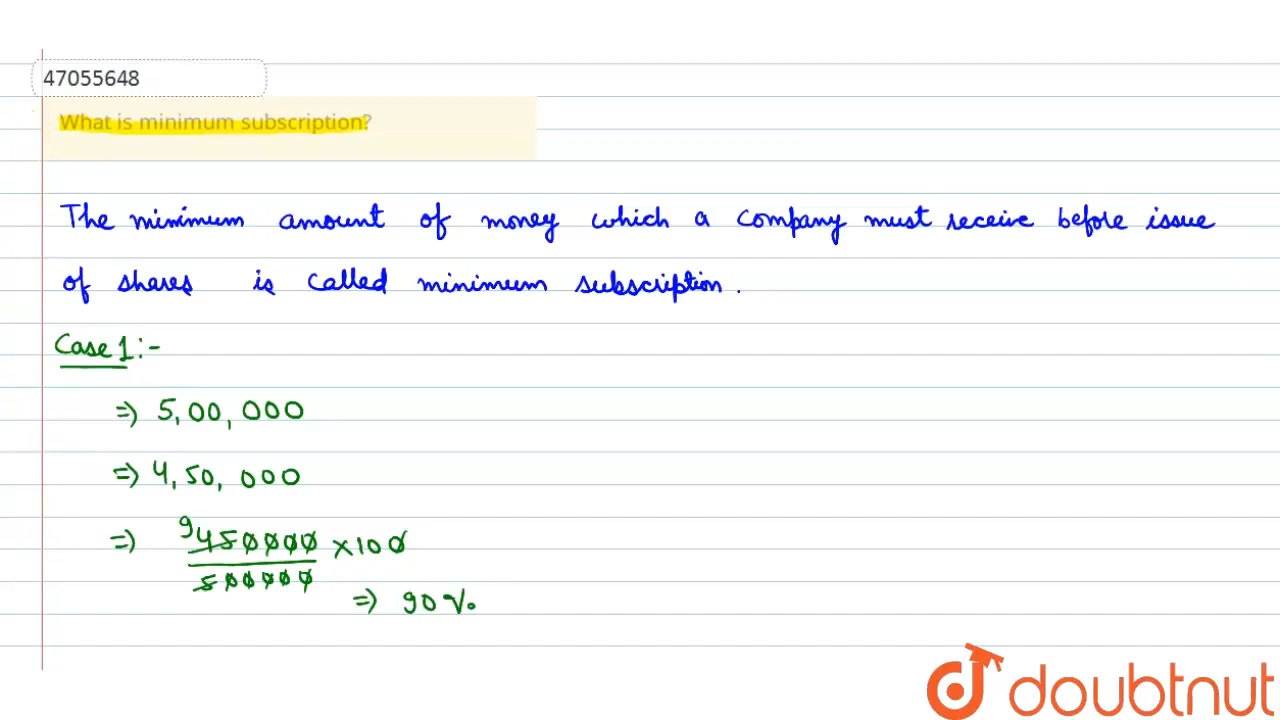 47055648
What is minimum subscription?
The minimum amount of money which a company must receive before issue
of shares is called minimum subscription.
Case 1:-
=> 5,00,000
=> 4,50,000
=> 9 450000 × 100
500000
=> 90%
doubtnut